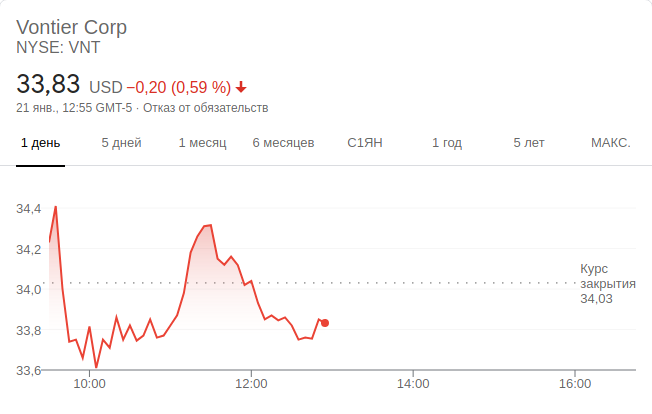 Vontier Corp
NYSE: VNT
33,83 USD −0,20 (0,59 %)
21 янв., 12:55 GMT-5 · Отказ от обязательств
1 день 5 дней 1 месяц 6 месяцев С1ЯН 1 год 5 лет МАКС.
34,4
34,2
34,0
33,8
33,6
Курс
закрытия
34,03
10:00 12:00 14:00 16:00